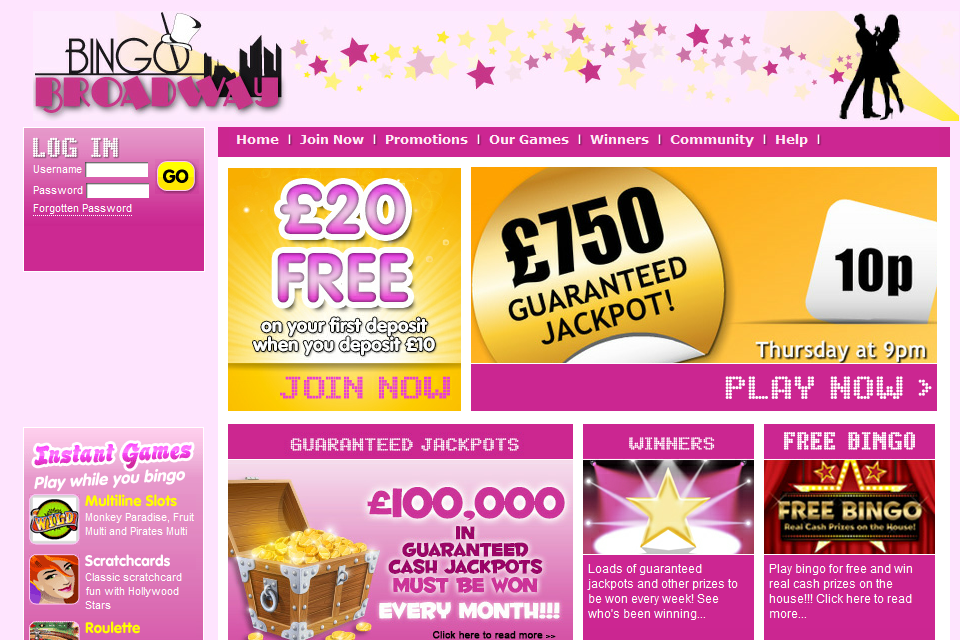 BINGO
BROADWAY
Home | Join Now | Promotions | Our Games | Winners | Community | Help |
LOG IN
Username
Password
GO
Forgotten Password
£20
FREE
on your first deposit
when you deposit £10
JOIN NOW
£750
GUARANTEED
JACKPOT!
10p
Thursday at 9pm
PLAY NOW >
Instant Games
Play while you bingo
Multiline Slots
Monkey Paradise, Fruit
Multi and Pirates Multi
WILD
Scratchcards
Classic scratchcard
fun with Hollywood
Stars
Roulette
GUARANTEED JACKPOTS
£100,000
IN
GUARANTEED
CASH JACKPOTS
MUST BE WON
EVERY MONTH!!!
Click here to read more >>
WINNERS
Loads of guaranteed
jackpots and other prizes to
be won every week! See
who's been winning...
FREE BINGO
FREE BINGO
Real Cash Prizes on the House!
Play bingo for free and win
real cash prizes on the
house!!! Click here to read
more...